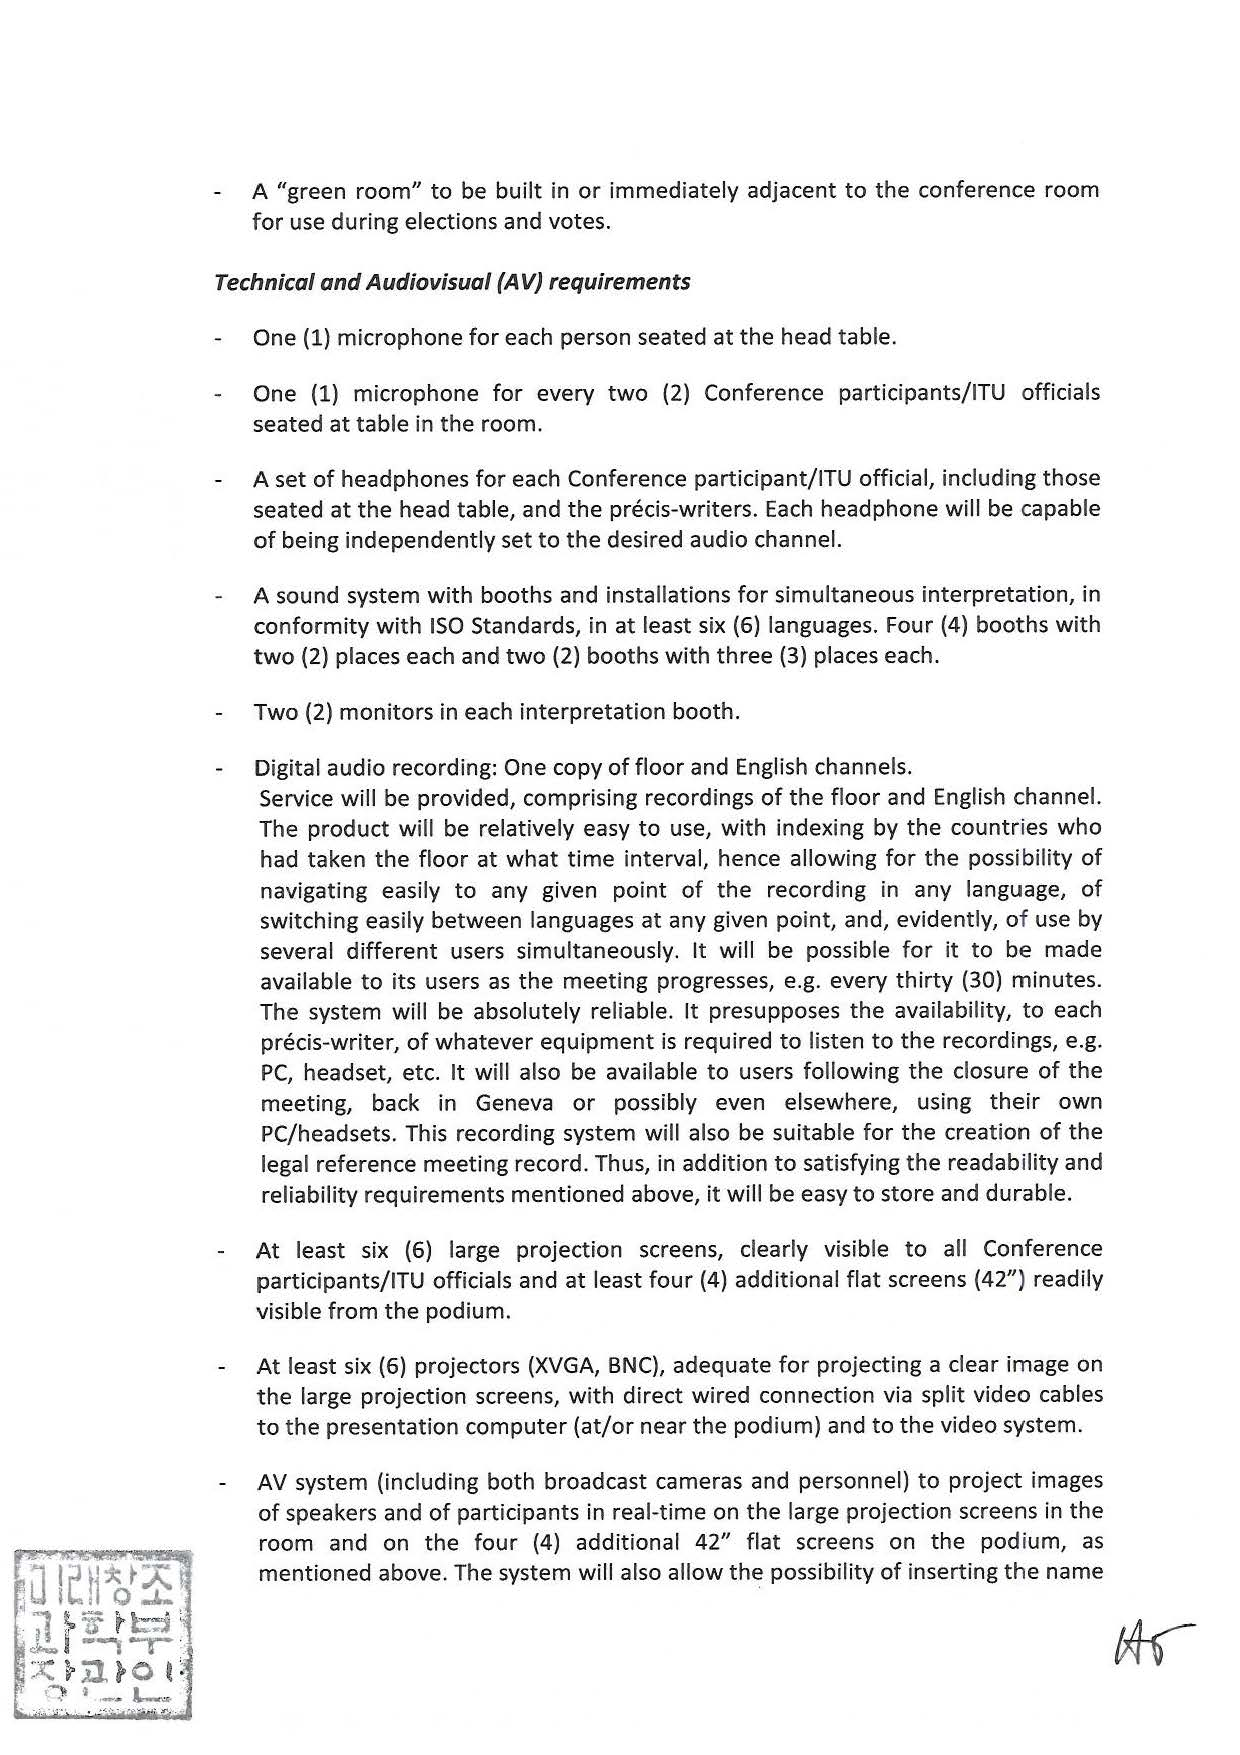 - A “green room” to be built in or immediately adjacent to the conference room
for use during elections and votes.
Technical and Audiovisual (AV) requirements
- One (1) microphone for each person seated at the head table.
- One (1) microphone for every two (2) Conference participants/ITU officials
seated at table in the room.
- A set of headphones for each Conference participant/ITU official, including those
seated at the head table, and the précis-writers. Each headphone will be capable
of being independently set to the desired audio channel.
- A sound system with booths and installations for simultaneous interpretation, in
conformity with ISO Standards, in at least six (6) languages. Four (4) booths with
two (2) places each and two (2) booths with three (3) places each.
- Two (2) monitors in each interpretation booth.
- Digital audio recording: One copy of floor and English channels.
Service will be provided, comprising recordings of the floor and English channel.
The product will be relatively easy to use, with indexing by the countries who
had taken the floor at what time interval, hence allowing for the possibility of
navigating easily to any given point of the recording in any language, of
switching easily between languages at any given point, and, evidently, of use by
several different users simultaneously. It will be possible for it to be made
available to its users as the meeting progresses, e.g. every thirty (30) minutes.
The system will be absolutely reliable. It presupposes the availability, to each
précis-writer, of whatever equipment is required to listen to the recordings, e.g.
PC, headset, etc. It will also be available to users following the closure of the
meeting, back in Geneva or possibly even elsewhere, using their own
PC/headsets. This recording system will also be suitable for the creation of the
legal reference meeting record. Thus, in addition to satisfying the readability and
reliability requirements mentioned above, it will be easy to store and durable.
- At least six (6) large projection screens, clearly visible to all Conference
participants/ITU officials and at least four (4) additional flat screens (42”) readily
visible from the podium.
- At least six (6) projectors (XVGA, BNC), adequate for projecting a clear image on
the large projection screens, with direct wired connection via split video cables
to the presentation computer (at/or near the podium) and to the video system.
- AV system (including both broadcast cameras and personnel) to project images
of speakers and of participants in real-time on the large projection screens in the
room and on the four (4) additional 42” flat screens on the podium, as
mentioned above. The system will also allow the possibility of inserting the name
미래창조
과학부
장관인